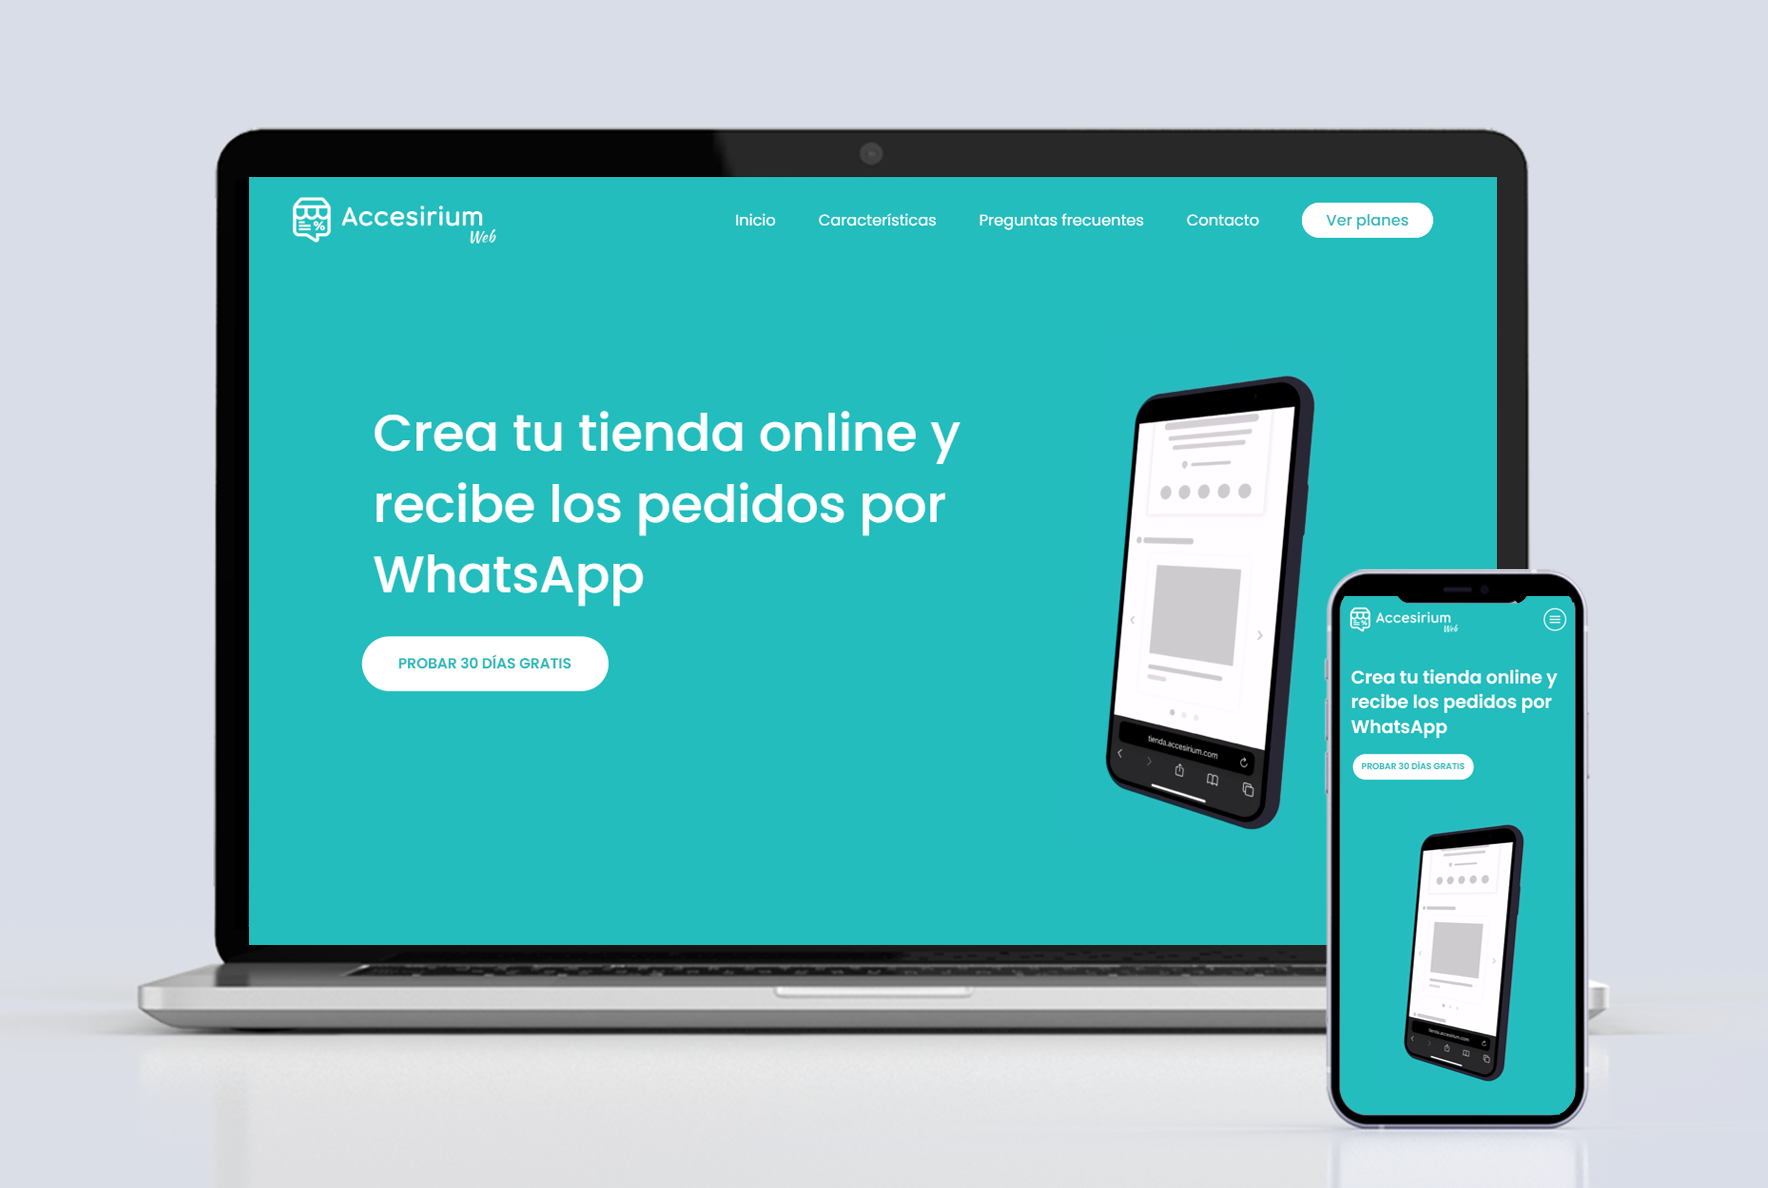 Accesirium
Web
Inicio
Características
Preguntas frecuentes
Contacto
Ver planes
Crea tu tienda online y
recibe los pedidos por
WhatsApp
PROBAR 30 DÍAS GRATIS
tienda.accesirium.com
Accesirium
Web
Crea tu tienda online y
recibe los pedidos por
WhatsApp
PROBAR 30 DÍAS GRATIS
tienda.accesirium.com